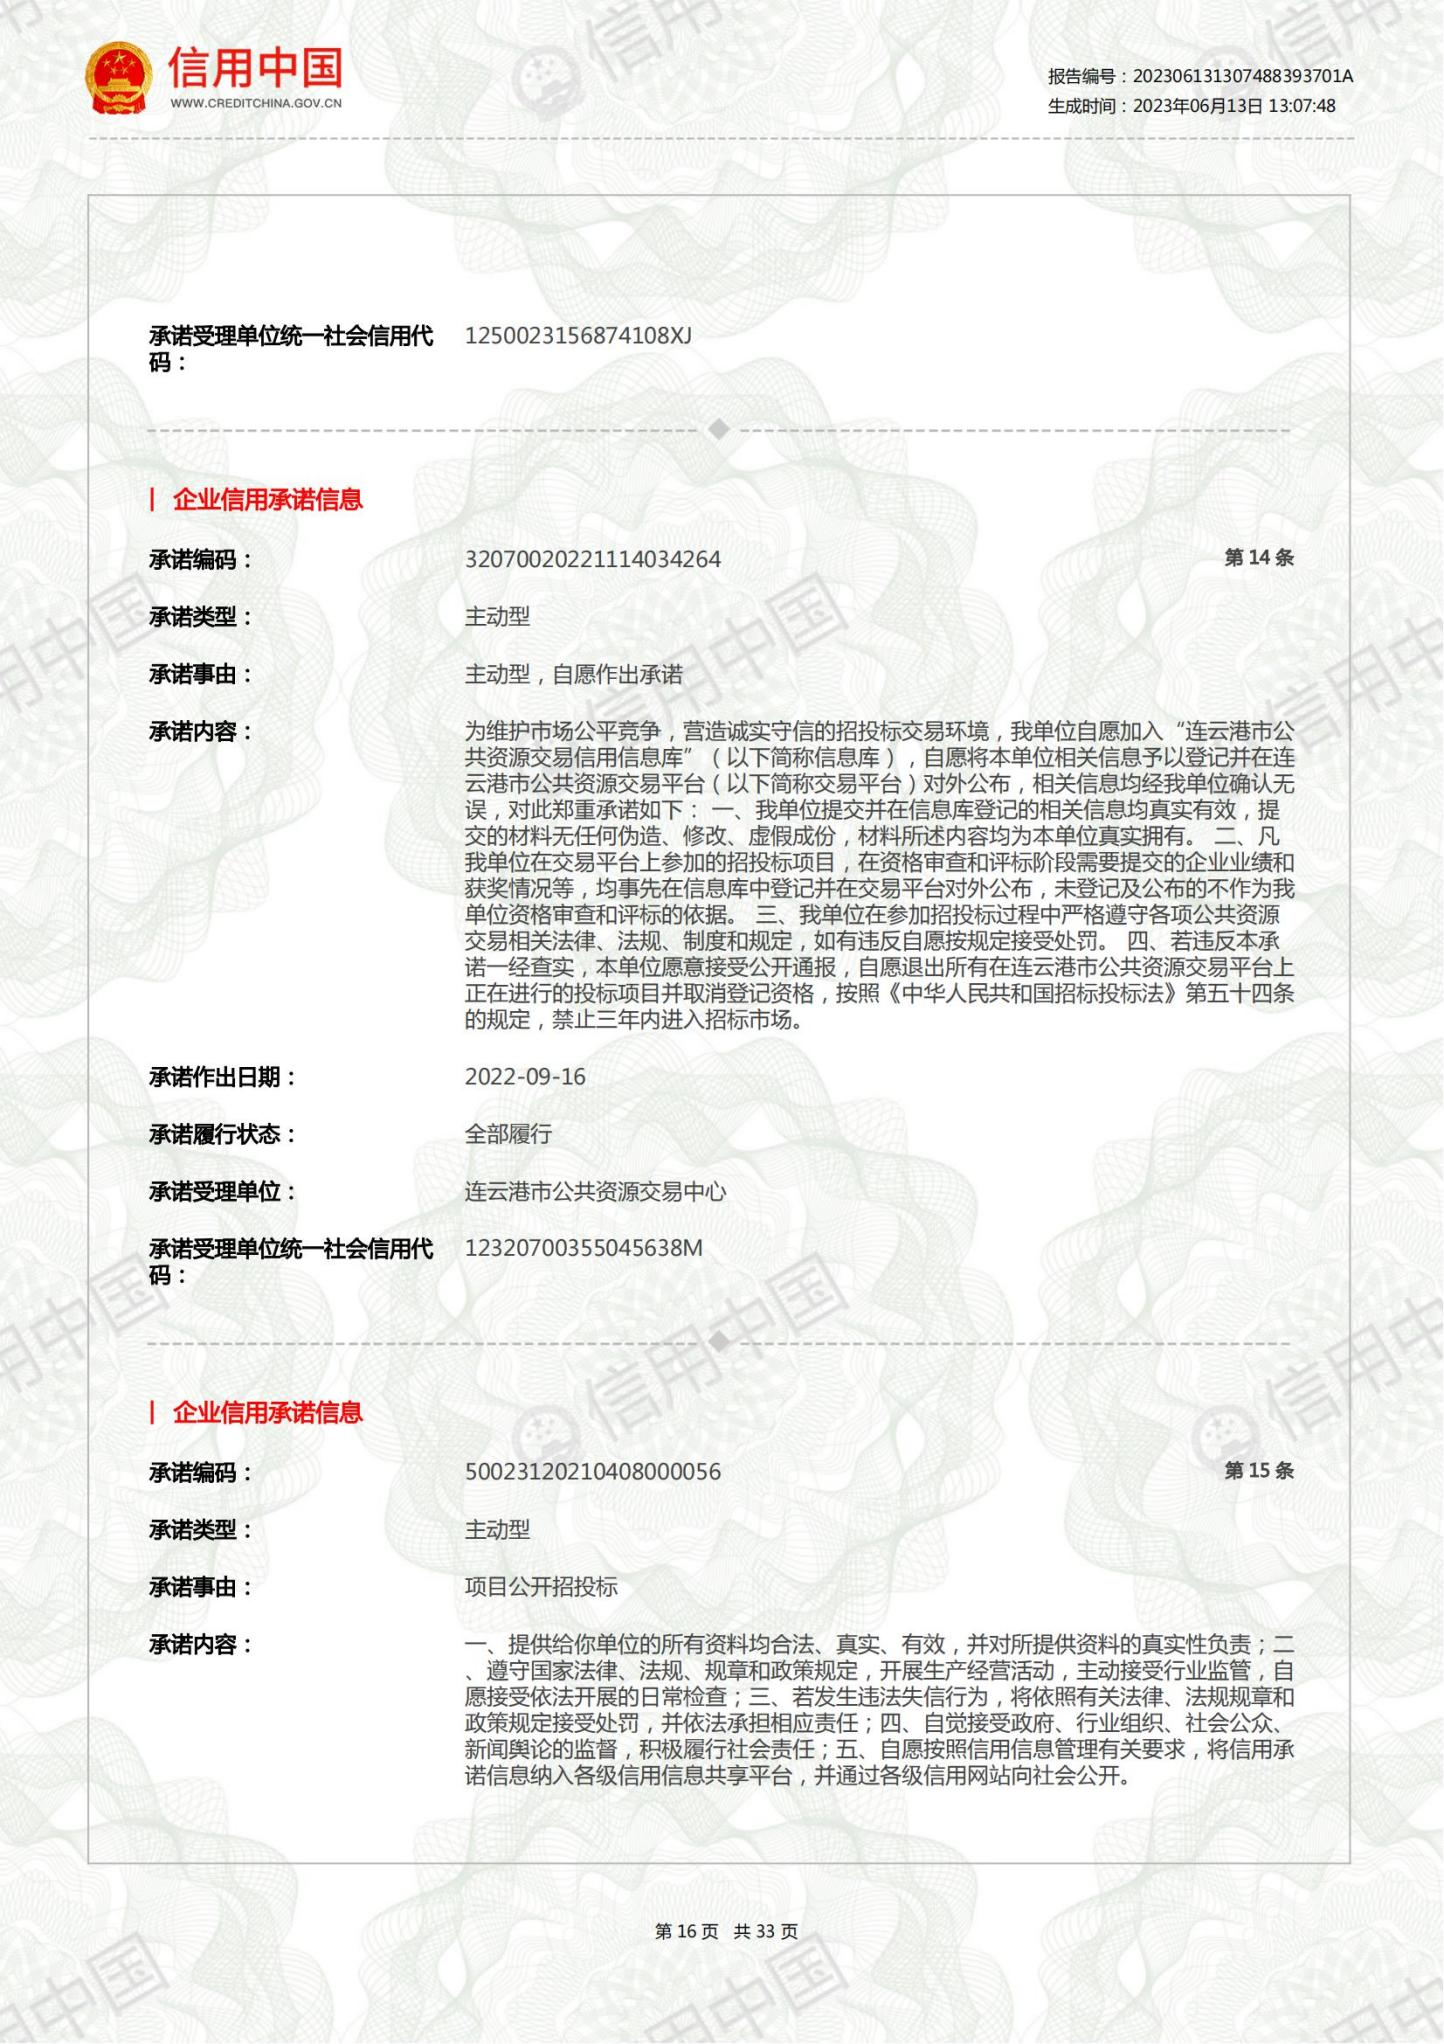 信用中国
WWW.CREDITCHINA.GOV.CN
报告编号：202306131307488393701A
生成时间：2023年06月13日 13:07:48
承诺受理单位统一社会信用代 1250023156874108XJ
码：
企业信用承诺信息
承诺编码： 32070020221114034264 第 14 条
承诺类型： 主动型
承诺事由： 主动型，自愿作出承诺
承诺内容： 为维护市场公平竞争，营造诚实守信的招投标交易环境，我单位自愿加入“连云港市公
共资源交易信用信息库”（以下简称信息库），自愿将本单位相关信息予以登记并在连
云港市公共资源交易平台（以下简称交易平台）对外公布，相关信息均经我单位确认无
误，对此郑重承诺如下： 一、我单位提交并在信息库登记的相关信息均真实有效，提
交的材料无任何伪造、修改、虚假成份，材料所述内容均为本单位真实拥有。 二、凡
我单位在交易平台上参加的招投标项目，在资格审查和评标阶段需要提交的企业业绩和
获奖情况等，均事先在信息库中登记并在交易平台对外公布，未登记及公布的不作为我
单位资格审查和评标的依据。 三、我单位在参加招投标过程中严格遵守各项公共资源
交易相关法律、法规、制度和规定，如有违反自愿按规定接受处罚。 四、若违反本承
诺一经查实，本单位愿意接受公开通报，自愿退出所有在连云港市公共资源交易平台上
正在进行的投标项目并取消登记资格，按照《中华人民共和国招标投标法》第五十四条
的规定，禁止三年内进入招标市场。
承诺作出日期： 2022-09-16
承诺履行状态： 全部履行
承诺受理单位： 连云港市公共资源交易中心
承诺受理单位统一社会信用代 12320700355045638M
码：
企业信用承诺信息
承诺编码： 50023120210408000056 第 15 条
承诺类型： 主动型
承诺事由： 项目公开招投标
承诺内容： 一、提供给你单位的所有资料均合法、真实、有效，并对所提供资料的真实性负责；二
、遵守国家法律、法规、规章和政策规定，开展生产经营活动，主动接受行业监管，自
愿接受依法开展的日常检查；三、若发生违法失信行为，将依照有关法律、法规规章和
政策规定接受处罚，并依法承担相应责任；四、自觉接受政府、行业组织、社会公众、
新闻舆论的监督，积极履行社会责任；五、自愿按照信用信息管理有关要求，将信用承
诺信息纳入各级信用信息共享平台，并通过各级信用网站向社会公开。
第 16 页 共 33 页